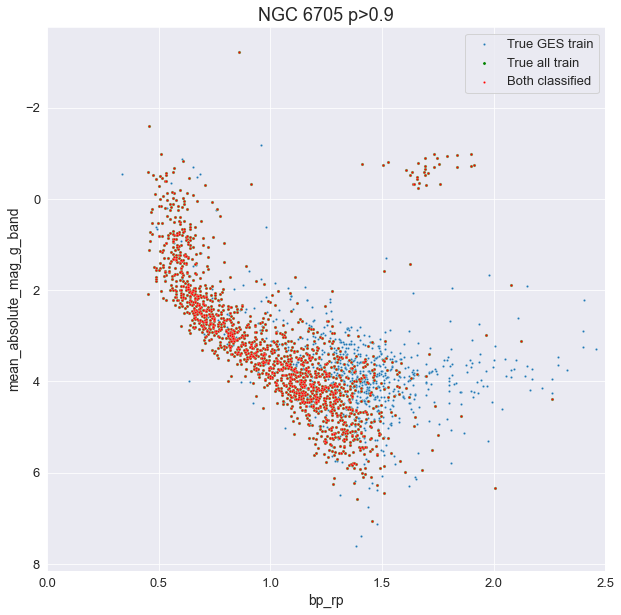 NGC 6705 p>0.9
True GES train
True all train
Both classified
mean_absolute_mag_g_band
−2
0
2
4
6
8
0.0 0.5 1.0 1.5 2.0 2.5
bp_rp